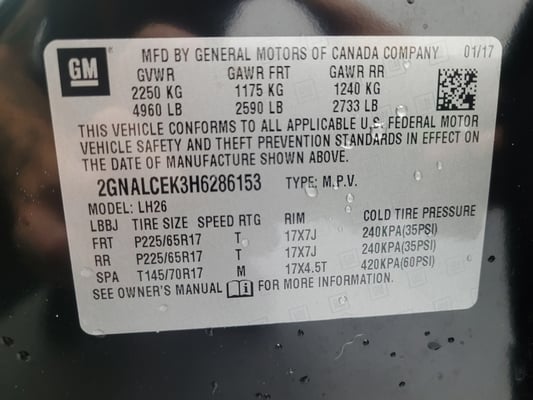 GM
MFD BY GENERAL MOTORS OF CANADA COMPANY 01/17
GVWR GAWR FRT GAWR RR
2250 KG 1175 KG 1240 KG
4960 LB 2590 LB 2733 LB
THIS VEHICLE CONFORMS TO ALL APPLICABLE U.S. FEDERAL MOTOR
VEHICLE SAFETY AND THEFT PREVENTION STANDARDS IN EFFECT ON
THE DATE OF MANUFACTURE SHOWN ABOVE.
2GNALCEK3H6286153 TYPE: M.P.V.
MODEL: LH26
LBBJ TIRE SIZE SPEED RTG RIM COLD TIRE PRESSURE
FRT P225/65R17 T 17X7J 240KPA(35PSI)
RR P225/65R17 T 17X7J 240KPA(35PSI)
SPA T145/70R17 M 17X4.5T 420KPA(60PSI)
SEE OWNER'S MANUAL FOR MORE INFORMATION.